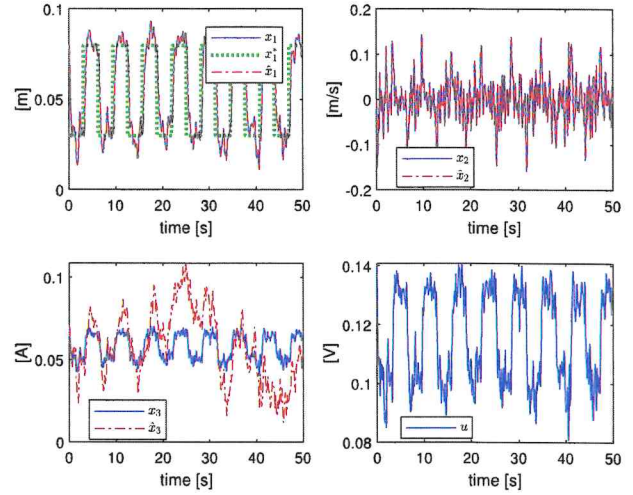 0.1
[m]
0.05
0
x₁
x₁*
x̂₁
0 10 20 30 40 50
time [s]
0.2
0.1
[m/s]
0
-0.1
-0.2
x₂
x̂₂
0 10 20 30 40 50
time [s]
0.1
[A]
0.05
0
x₃
x̂₃
0 10 20 30 40 50
time [s]
0.14
0.12
[V]
0.1
0.08
u
0 10 20 30 40 50
time [s]